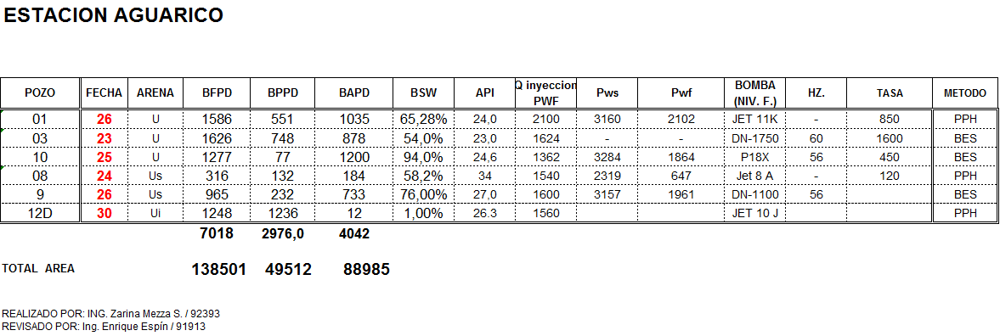 ESTACION AGUARICO
POZO FECHA ARENA BFPD BPPD BAPD BSW API Q inyeccion PWF Pws Pwf BOMBA (NIV. F.) HZ. TASA METODO
01 26 U 1586 551 1035 65,28% 24,0 2100 3160 2102 JET 11K - 850 PPH
03 23 U 1626 748 878 54,0% 23,0 1624 - - DN-1750 60 1600 BES
10 25 U 1277 77 1200 94,0% 24,6 1362 3284 1864 P18X 56 450 BES
08 24 Us 316 132 184 58,2% 34 1540 2319 647 Jet 8 A - 120 PPH
9 26 Us 965 232 733 76,00% 27,0 1600 3157 1961 DN-1100 56 BES
12D 30 Ui 1248 1236 12 1,00% 26.3 1560 JET 10 J PPH
7018 2976,0 4042
TOTAL AREA 138501 49512 88985
REALIZADO POR: ING. Zarina Mezza S. / 92393
REVISADO POR: Ing. Enrique Espín / 91913